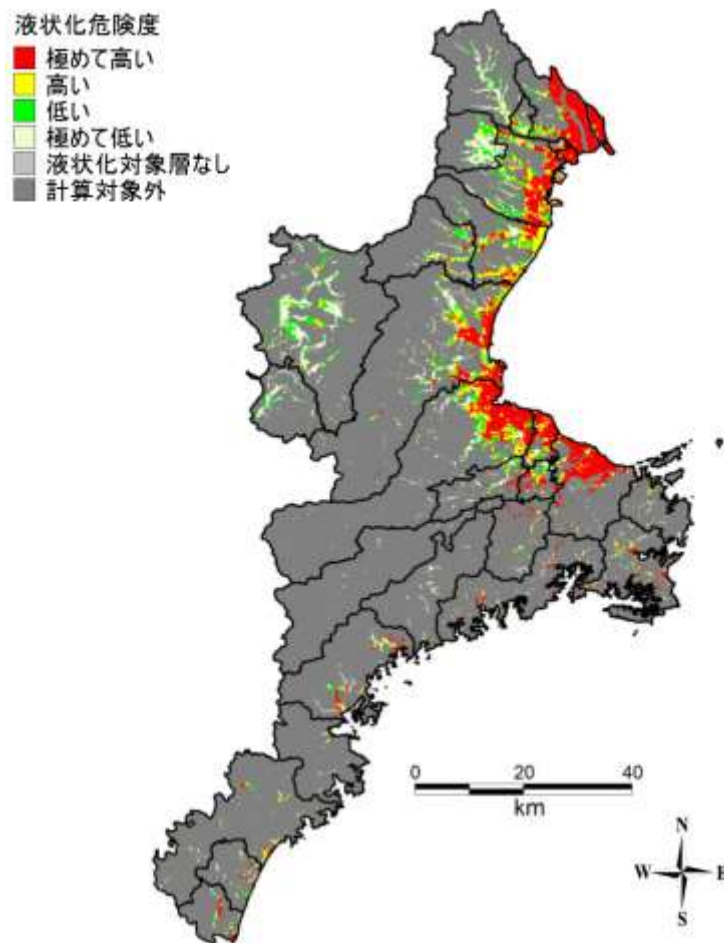 液状化危険度
極めて高い
高い
低い
極めて低い
液状化対象層なし
計算対象外
0 20 40
km
N
W E
S